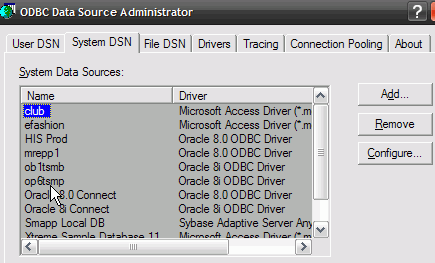 ODBC Data Source Administrator
User DSN System DSN File DSN Drivers Tracing Connection Pooling About
System Data Sources:
Name Driver
club Microsoft Access Driver (*.m
efashion Microsoft Access Driver (*.m
HIS Prod Oracle 8.0 ODBC Driver
mrepp1 Oracle 8.0 ODBC Driver
ob1tsmb Oracle 8i ODBC Driver
op6tsmp Oracle 8i ODBC Driver
Oracle 8.0 Connect Oracle 8.0 ODBC Driver
Oracle 8i Connect Oracle 8i ODBC Driver
Smapp Local DB Sybase Adaptive Server Any
Xtreme Sample Database 11 Microsoft Access Driver (*.m
Add...
Remove
Configure...